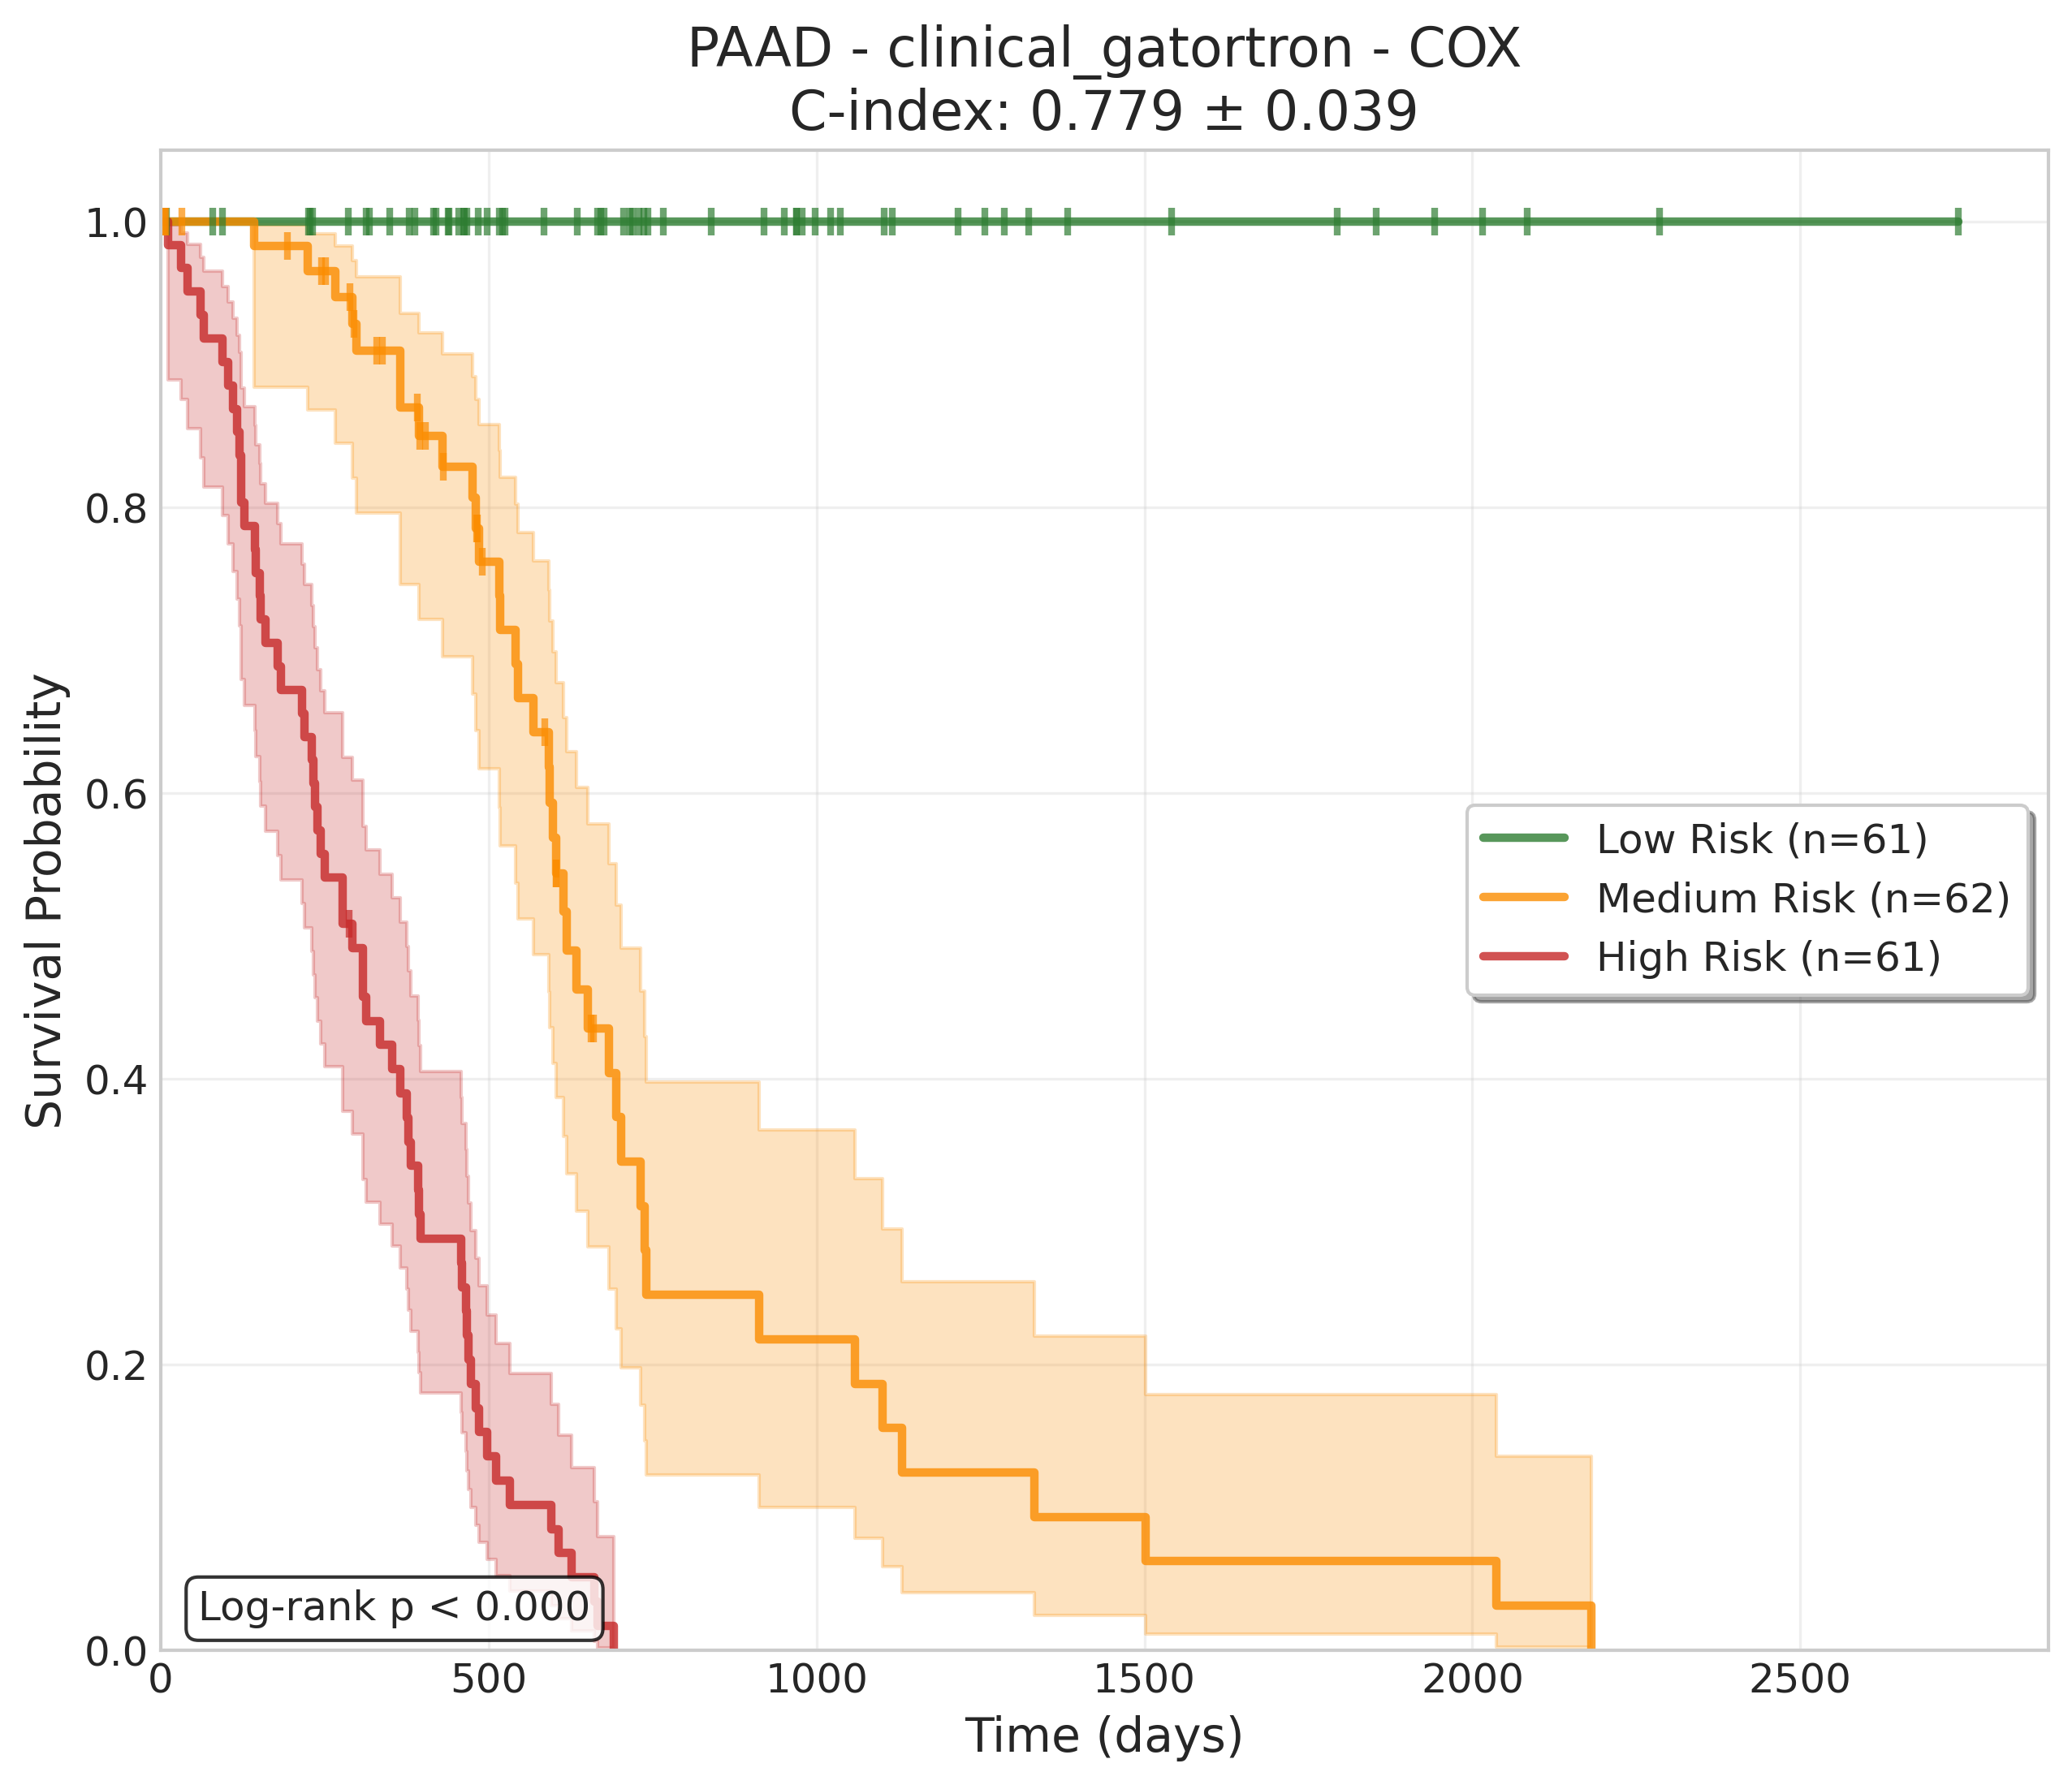 PAAD - clinical_gatortron - COX
C-index: 0.779 ± 0.039
Survival Probability
1.0
0.8
0.6
0.4
0.2
0.0
Low Risk (n=61)
Medium Risk (n=62)
High Risk (n=61)
Log-rank p < 0.000
0 500 1000 1500 2000 2500
Time (days)